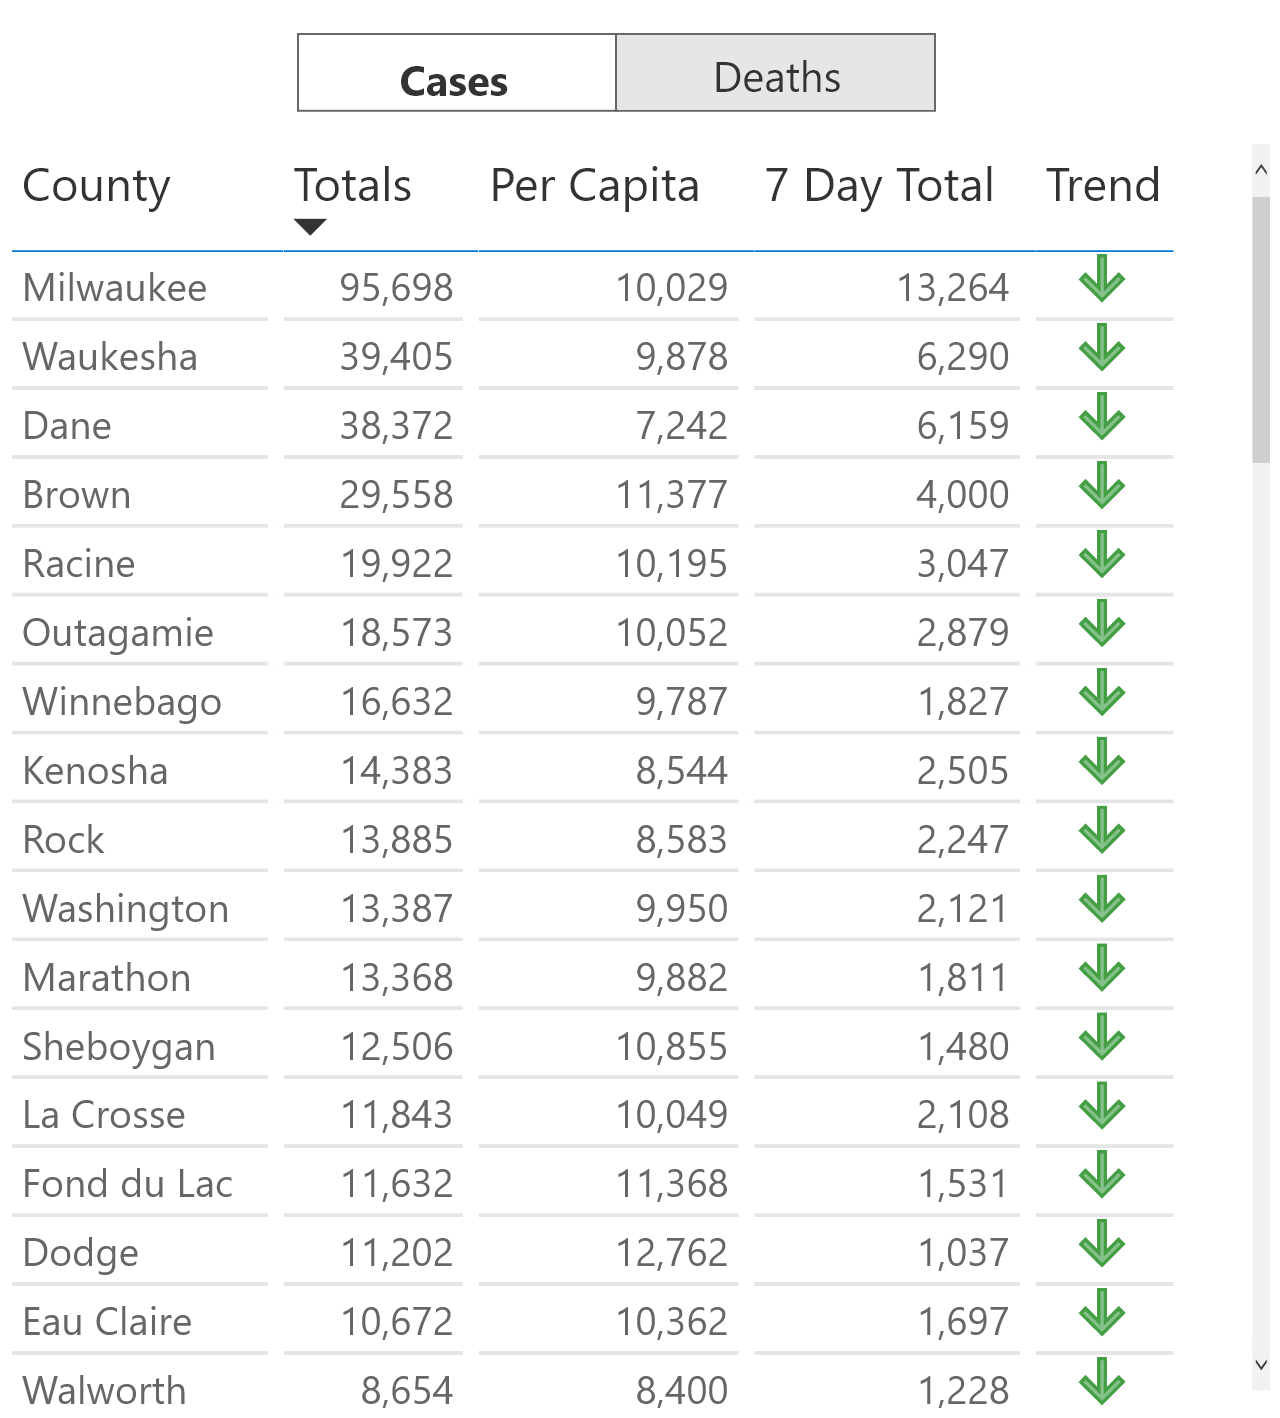 Cases Deaths
County Totals Per Capita 7 Day Total Trend
Milwaukee 95,698 10,029 13,264
Waukesha 39,405 9,878 6,290
Dane 38,372 7,242 6,159
Brown 29,558 11,377 4,000
Racine 19,922 10,195 3,047
Outagamie 18,573 10,052 2,879
Winnebago 16,632 9,787 1,827
Kenosha 14,383 8,544 2,505
Rock 13,885 8,583 2,247
Washington 13,387 9,950 2,121
Marathon 13,368 9,882 1,811
Sheboygan 12,506 10,855 1,480
La Crosse 11,843 10,049 2,108
Fond du Lac 11,632 11,368 1,531
Dodge 11,202 12,762 1,037
Eau Claire 10,672 10,362 1,697
Walworth 8,654 8,400 1,228